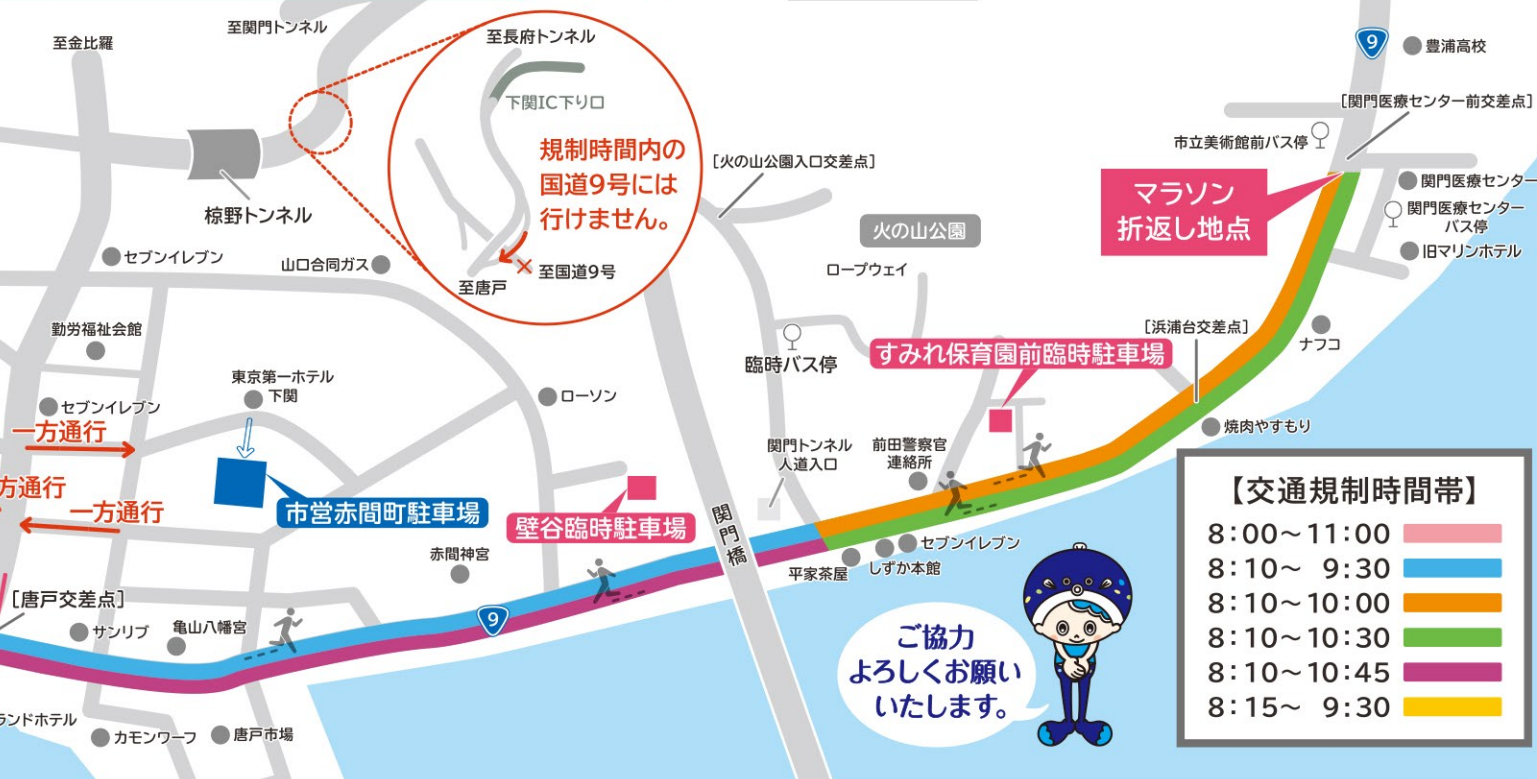 至金比羅
至関門トンネル
椋野トンネル
至長府トンネル
下関IC下り口
規制時間内の
国道9号には
行けません。
至国道9号
至唐戸
9
豊浦高校
[関門医療センター前交差点]
市立美術館前バス停
関門医療センター
関門医療センター
バス停
旧マリンホテル
マラソン
折返し地点
[火の山公園入口交差点]
火の山公園
ロープウェイ
セブンイレブン
山口合同ガス
勤労福祉会館
東京第一ホテル
下関
セブンイレブン
一方通行
方通行
一方通行
市営赤間町駐車場
ローソン
壁谷臨時駐車場
臨時バス停
すみれ保育園前臨時駐車場
[浜浦台交差点]
ナフコ
焼肉やすもり
関門トンネル
人道入口
前田警察官
連絡所
関門橋
赤間神宮
平家茶屋
しずか本館
セブンイレブン
[唐戸交差点]
サンリブ
亀山八幡宮
9
ランドホテル
カモンワーフ
唐戸市場
ご協力
よろしくお願い
いたします。
【交通規制時間帯】
8:00～11:00
8:10～ 9:30
8:10～10:00
8:10～10:30
8:10～10:45
8:15～ 9:30